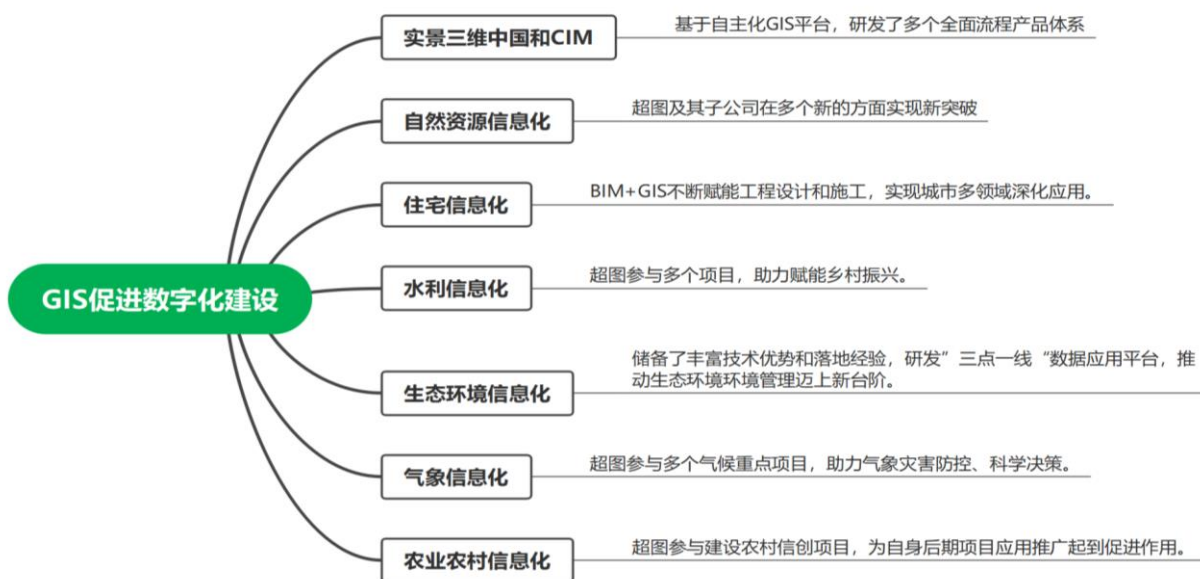 实景三维中国和CIM
基于自主化GIS平台，研发了多个全面流程产品体系
自然资源信息化
超图及其子公司在多个新的方面实现新突破
住宅信息化
BIM+GIS不断赋能工程设计和施工，实现城市多领域深化应用。
GIS促进数字化建设
水利信息化
超图参与多个项目，助力赋能乡村振兴。
生态环境信息化
储备了丰富技术优势和落地经验，研发”三点一线“数据应用平台，推
动生态环境环境管理迈上新台阶。
气象信息化
超图参与多个气候重点项目，助力气象灾害防控、科学决策。
农业农村信息化
超图参与建设农村信创项目，为自身后期项目应用推广起到促进作用。